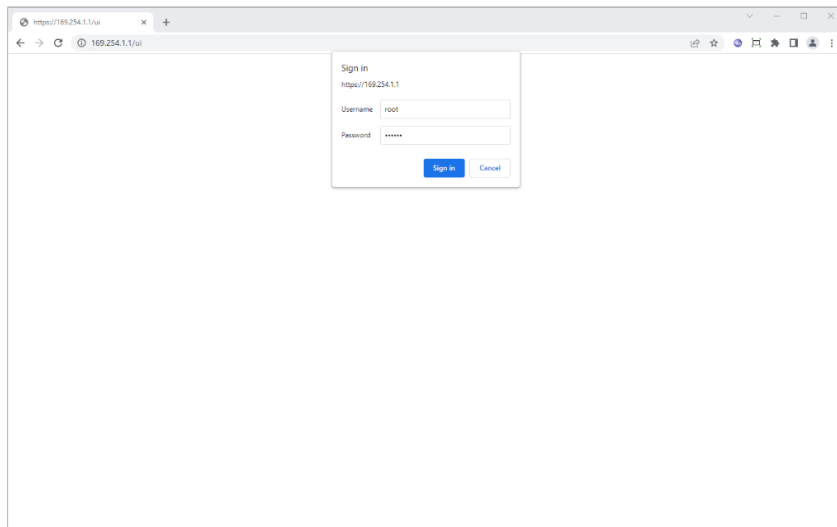 https://169.254.1.1/ui
169.254.1.1/ui
Sign in
https://169.254.1.1
Username root
Password ••••••
Sign in Cancel